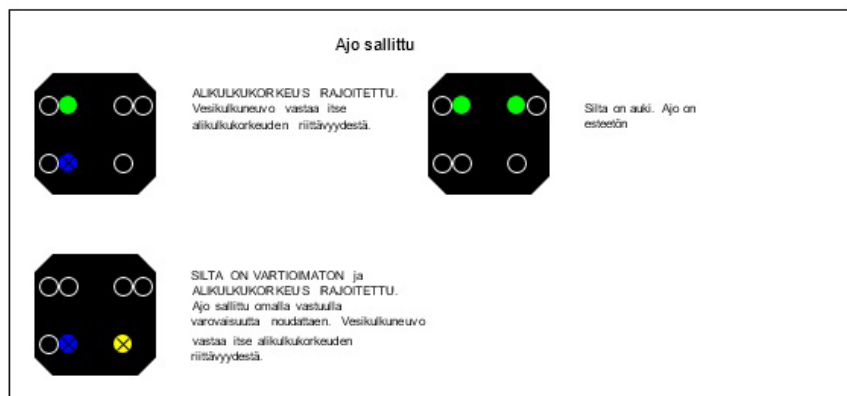 Ajo sallittu
ALIKULKUKORKEUS RAJOITETTU.
Vesikulkuneuvo vastaa itse
alikulkukorkeuden riittävyydestä.
Silta on auki. Ajo on
esteetön
SILTA ON VARTIOIMATON ja
ALIKULKUKORKEUS RAJOITETTU.
Ajo sallittu omalla vastuulla
varovaisuutta noudattaen. Vesikulkuneuvo
vastaa itse alikulkukorkeuden
riittävyydestä.